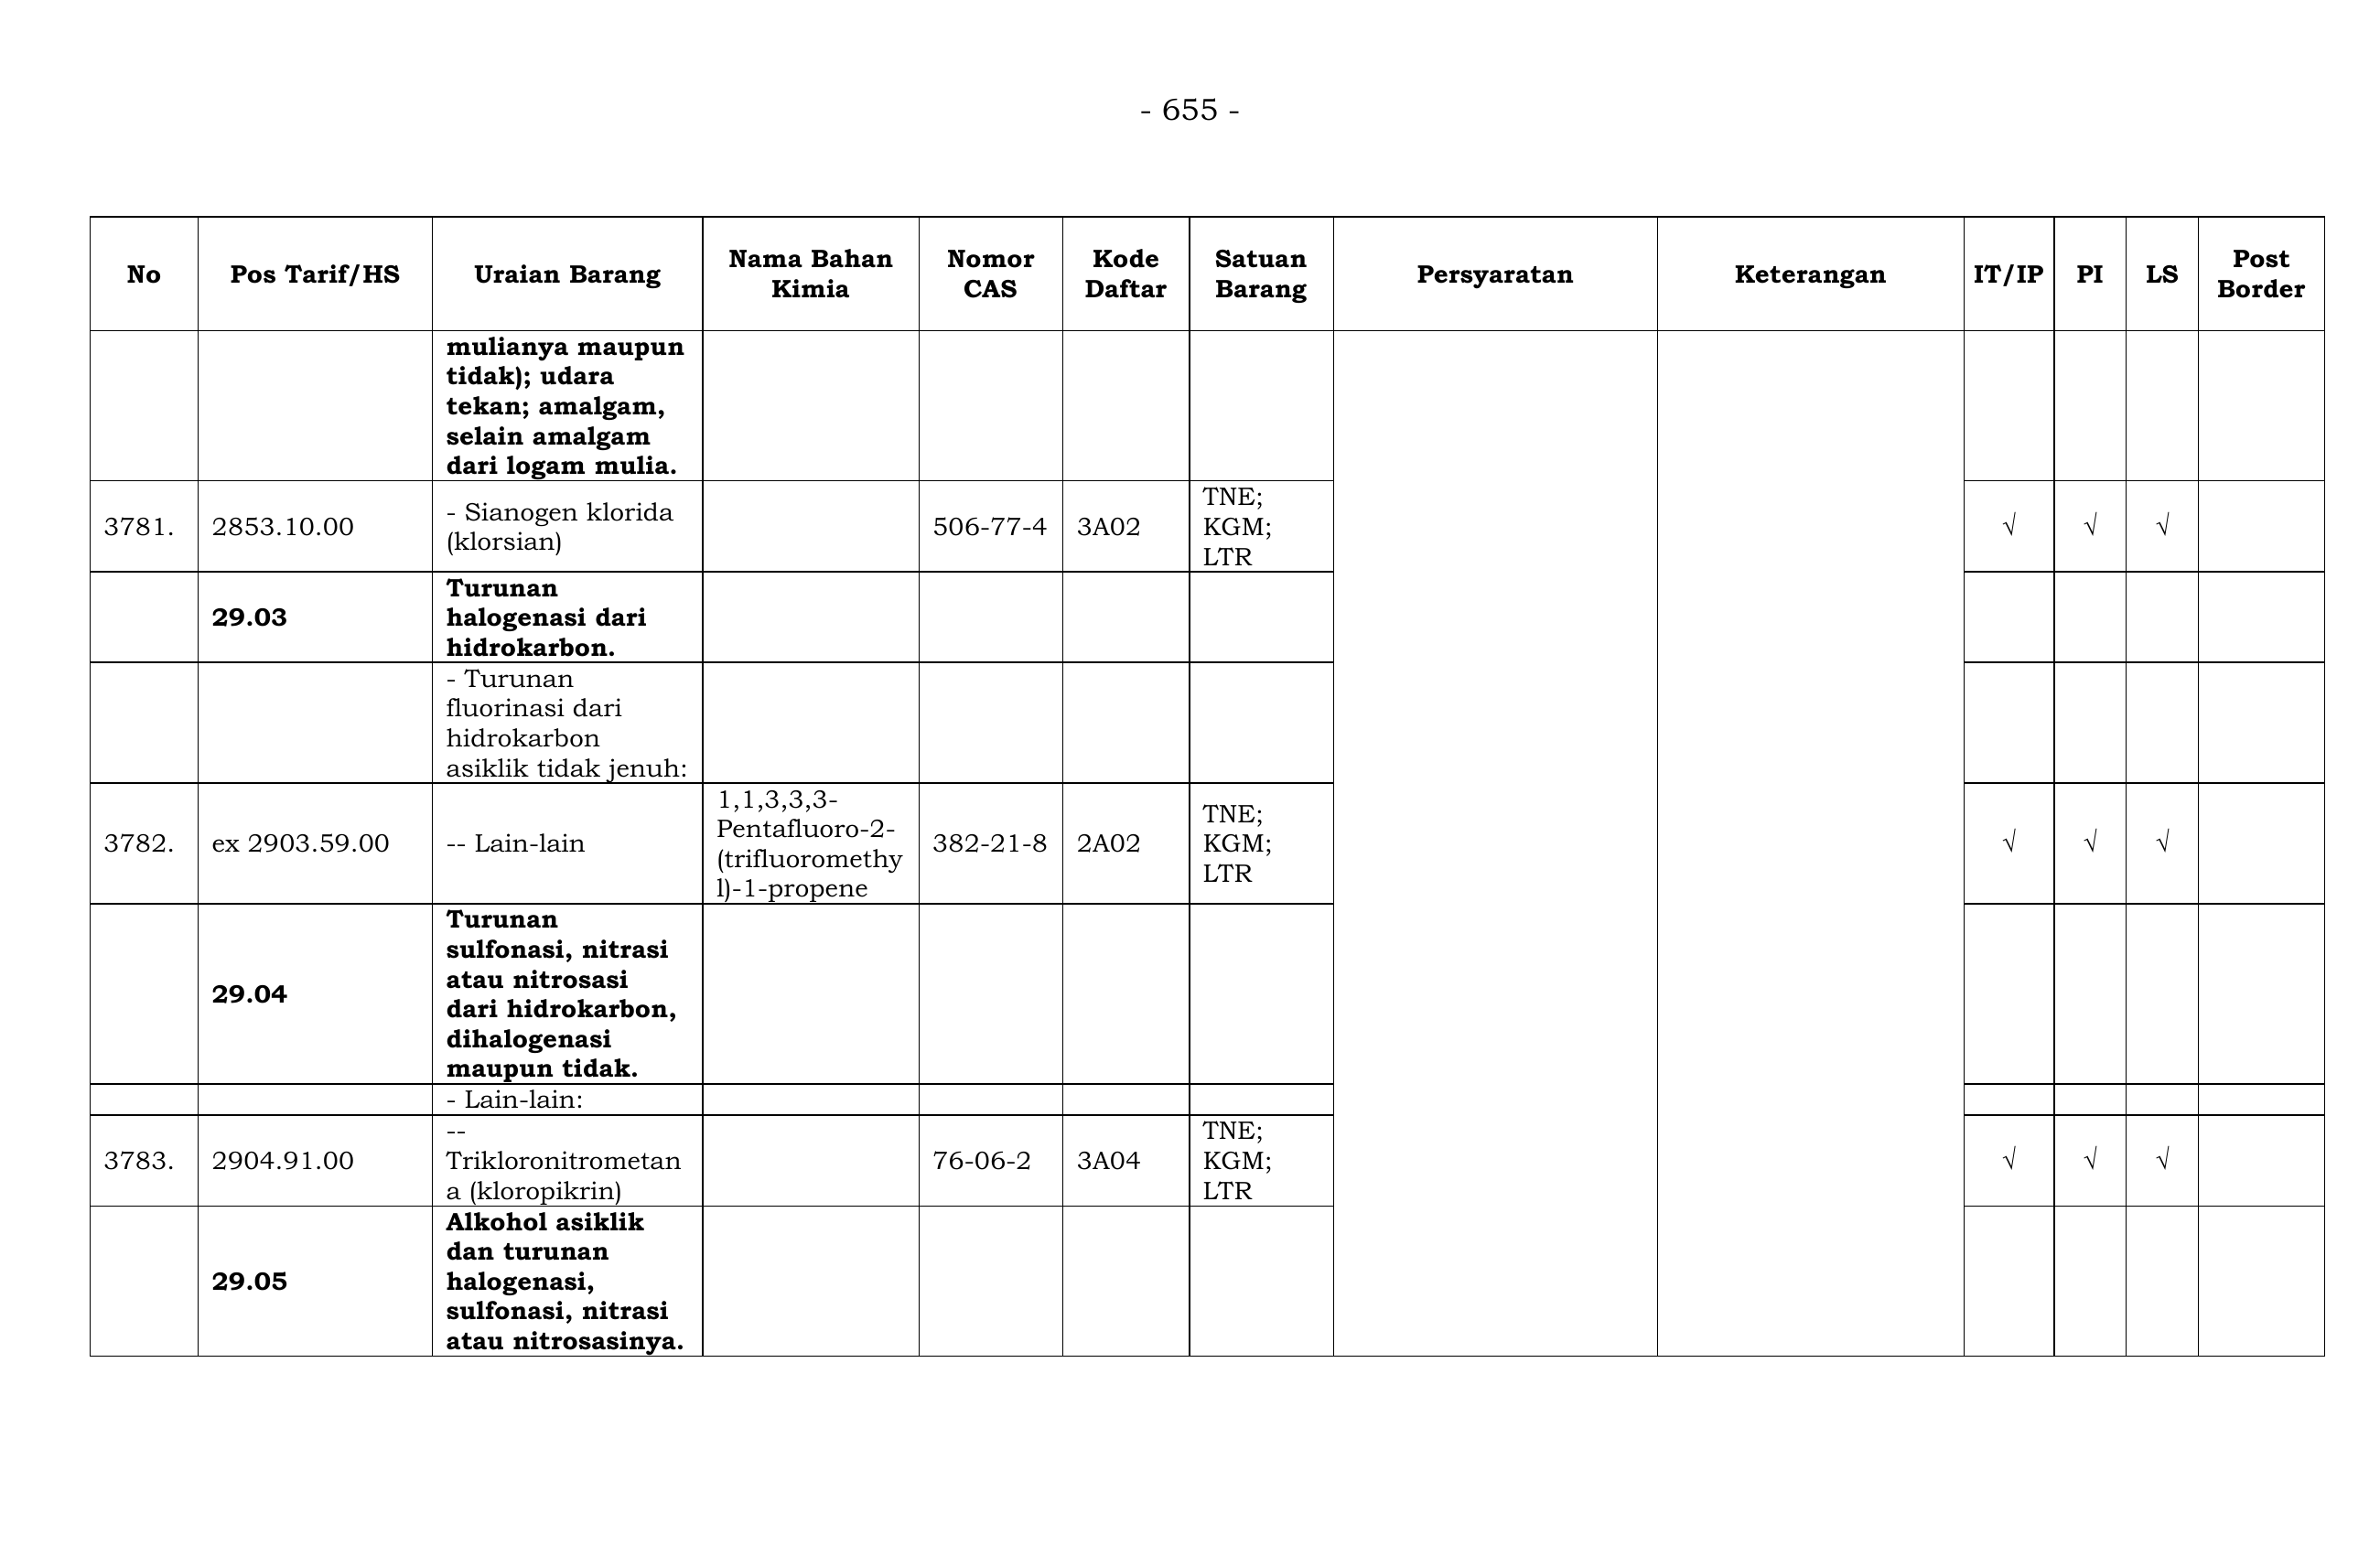 - 655 -
No
Pos Tarif/HS
Uraian Barang
Nama Bahan
Kimia
Nomor
CAS
Kode
Daftar
Satuan
Barang
Persyaratan
Keterangan
IT/IP
PI
LS
Post
Border
mulianya maupun
tidak); udara
tekan; amalgam,
selain amalgam
dari logam mulia.
3781.
2853.10.00
- Sianogen klorida
(klorsian)
506-77-4
3A02
TNE;
KGM;
LTR
√
√
√
29.03
Turunan
halogenasi dari
hidrokarbon.
- Turunan
fluorinasi dari
hidrokarbon
asiklik tidak jenuh:
3782.
ex 2903.59.00
-- Lain-lain
1,1,3,3,3-
Pentafluoro-2-
(trifluoromethy
l)-1-propene
382-21-8
2A02
TNE;
KGM;
LTR
√
√
√
29.04
Turunan
sulfonasi, nitrasi
atau nitrosasi
dari hidrokarbon,
dihalogenasi
maupun tidak.
- Lain-lain:
3783.
2904.91.00
--
Trikloronitrometan
a (kloropikrin)
76-06-2
3A04
TNE;
KGM;
LTR
√
√
√
29.05
Alkohol asiklik
dan turunan
halogenasi,
sulfonasi, nitrasi
atau nitrosasinya.